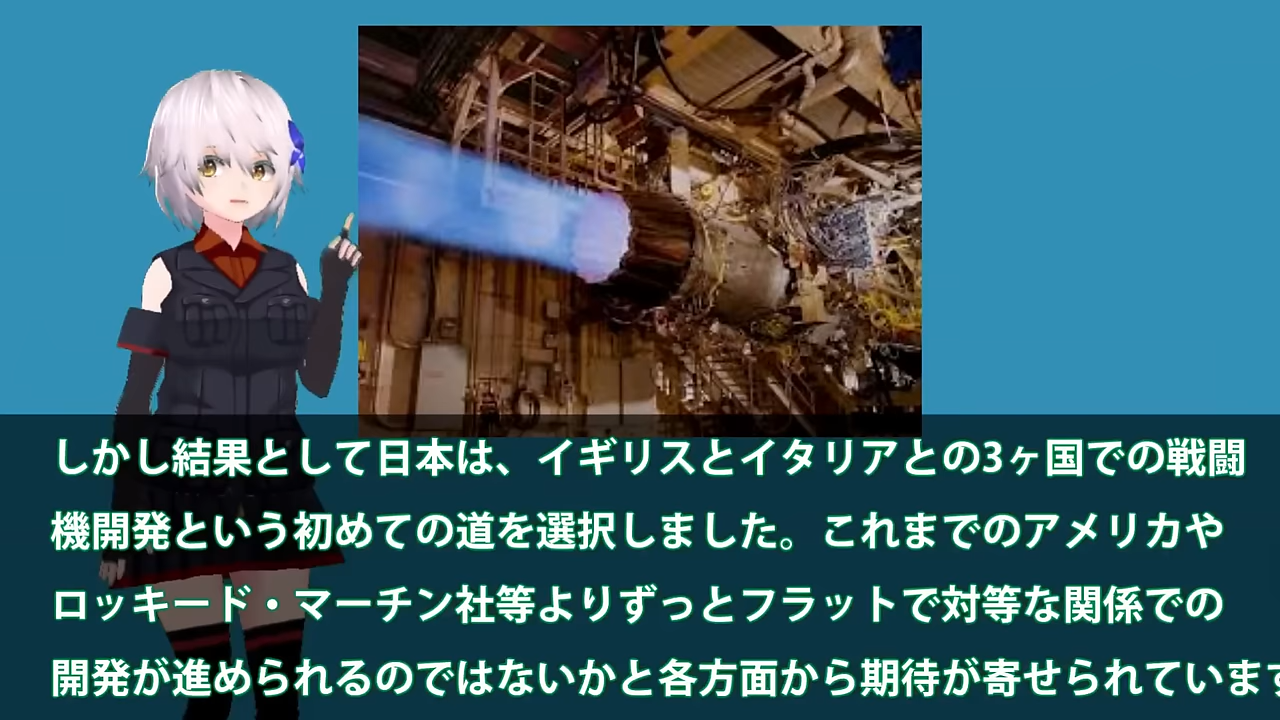 しかし結果として日本は、イギリスとイタリアとの3ヶ国での戦闘
機開発という初めての道を選択しました。これまでのアメリカや
ロッキード・マーチン社等よりずっとフラットで対等な関係での
開発が進められるのではないかと各方面から期待が寄せられています